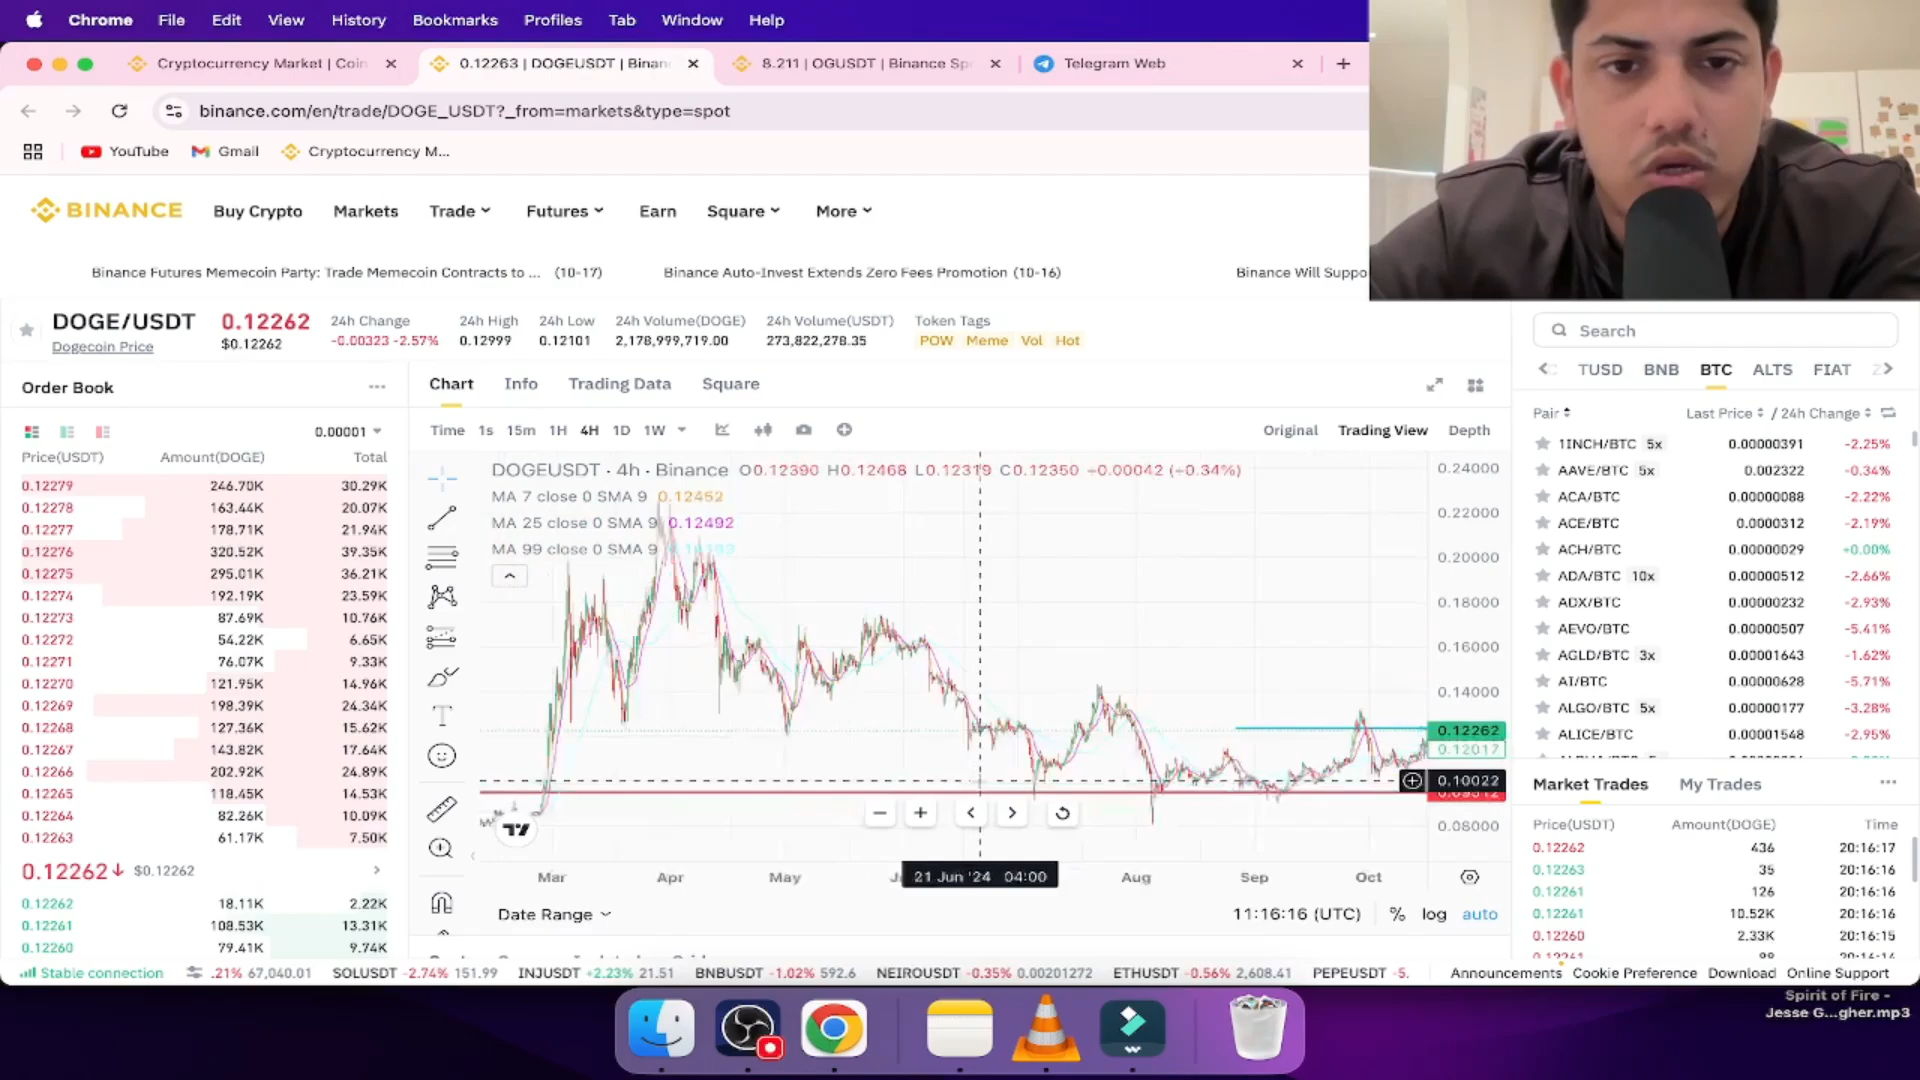 Chrome File Edit View History Bookmarks Profiles Tab Window Help
Cryptocurrency Market | Coin
0.12263 | DOGEUSDT | Binan
8.211 | OGUSDT | Binance Sp
Telegram Web
binance.com/en/trade/DOGE_USDT?_from=markets&type=spot
YouTube Gmail Cryptocurrency M...
BINANCE Buy Crypto Markets Trade Futures Earn Square More
Binance Futures Memecoin Party: Trade Memecoin Contracts to ... (10-17) Binance Auto-Invest Extends Zero Fees Promotion (10-16) Binance Will Suppo
DOGE/USDT 0.12262 24h Change 24h High 24h Low 24h Volume(DOGE) 24h Volume(USDT) Token Tags
Dogecoin Price $0.12262 -0.00323 -2.57% 0.12999 0.12101 2,178,999,719.00 273,822,278.35 POW Meme Vol Hot
Order Book
0.00001
Price(USDT) Amount(DOGE) Total
0.12279 246.70K 30.29K
0.12278 163.44K 20.07K
0.12277 178.71K 21.94K
0.12276 320.52K 39.35K
0.12275 295.01K 36.21K
0.12274 192.19K 23.59K
0.12273 87.69K 10.76K
0.12272 54.22K 6.65K
0.12271 76.07K 9.33K
0.12270 121.95K 14.96K
0.12269 198.39K 24.34K
0.12268 127.36K 15.62K
0.12267 143.82K 17.64K
0.12266 202.92K 24.89K
0.12265 118.45K 14.53K
0.12264 82.26K 10.09K
0.12263 61.17K 7.50K
0.12262 $0.12262
0.12262 18.11K 2.22K
0.12261 108.53K 13.31K
0.12260 79.41K 9.74K
Chart Info Trading Data Square
Time 1s 15m 1H 4H 1D 1W Original Trading View Depth
DOGEUSDT · 4h · Binance O0.12390 H0.12468 L0.12319 C0.12350 −0.00042 (−0.34%)
MA 7 close 0 SMA 9 0.12452
MA 25 close 0 SMA 9 0.12492
MA 99 close 0 SMA 9
0.24000
0.22000
0.20000
0.18000
0.16000
0.14000
0.12262
0.12017
0.10022
0.08000
Mar Apr May 21 Jun '24 04:00 Aug Sep Oct
Date Range 11:16:16 (UTC) % log auto
Search
TUSD BNB BTC ALTS FIAT
Pair Last Price / 24h Change
1INCH/BTC 5x 0.00000391 -2.25%
AAVE/BTC 5x 0.002322 -0.34%
ACA/BTC 0.00000088 -2.22%
ACE/BTC 0.0000312 -2.19%
ACH/BTC 0.00000029 +0.00%
ADA/BTC 10x 0.00000512 -2.66%
ADX/BTC 0.00000232 -2.93%
AEVO/BTC 0.00000507 -5.41%
AGLD/BTC 3x 0.00001643 -1.62%
AI/BTC 0.00000628 -5.71%
ALGO/BTC 5x 0.00000177 -3.28%
ALICE/BTC 0.00001548 -2.95%
Market Trades My Trades
Price(USDT) Amount(DOGE) Time
0.12262 436 20:16:17
0.12263 35 20:16:16
0.12261 126 20:16:16
0.12261 10.52K 20:16:16
0.12260 2.33K 20:16:15
Stable connection .21% 67,040.01 SOLUSDT -2.74% 151.99 INJUSDT +2.23% 21.51 BNBUSDT -1.02% 592.6 NEIROUSDT -0.35% 0.00201272 ETHUSDT -0.56% 2,608.41 PEPEUSDT -5. Announcements Cookie Preference Download Online Support
Spirit of Fire -
Jesse G...gher.mp3